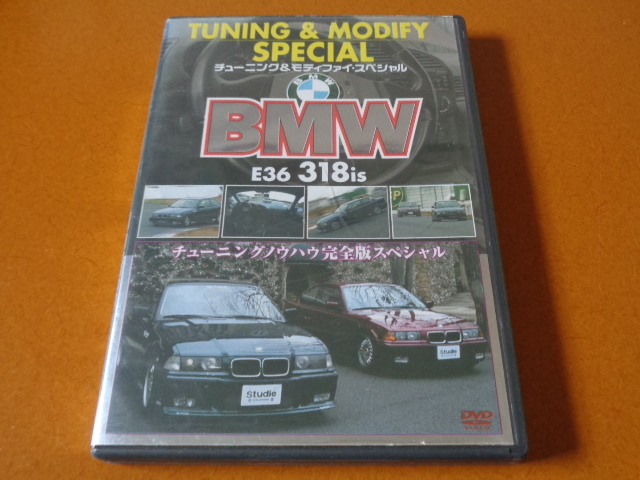 TUNING & MODIFY
SPECIAL
チューニング&モディファイ・スペシャル
BMW
BMW
E36 318is
P
チューニングノウハウ完全版スペシャル
Studie
Studie
DVD
VIDEO